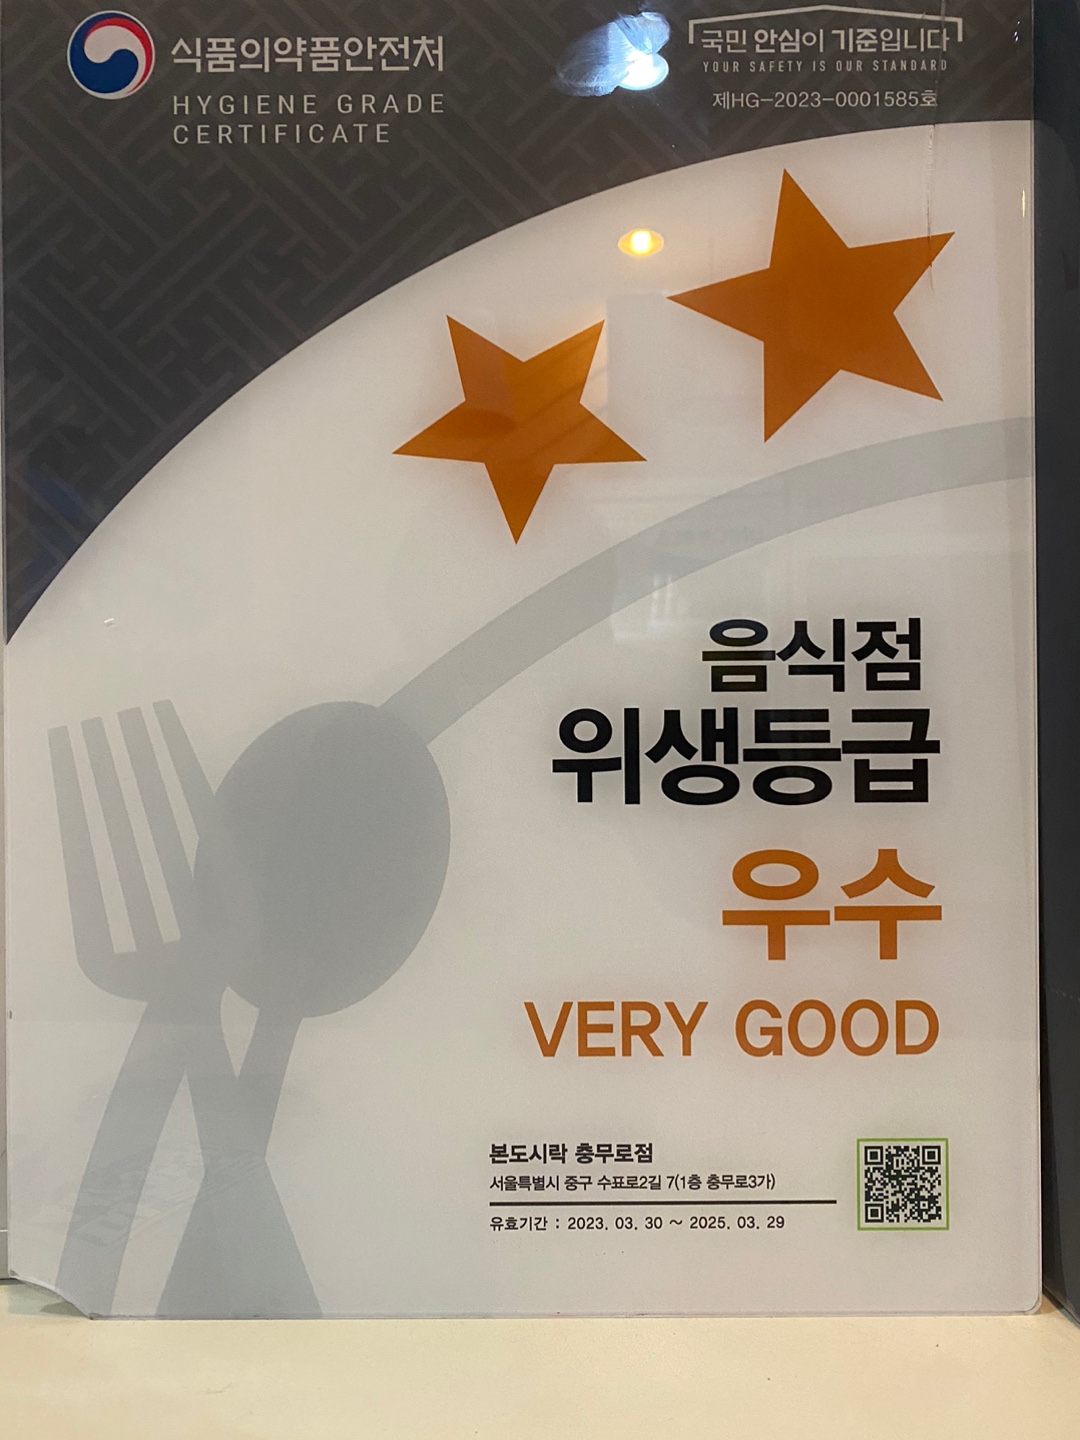 식품의약품안전처
HYGIENE GRADE
CERTIFICATE
국민 안심이 기준입니다
YOUR SAFETY IS OUR STANDARD
제HG-2023-0001585호
음식점
위생등급
우수
VERY GOOD
본도시락 충무로점
서울특별시 중구 수표로2길 7(1층 충무로3가)
유효기간 : 2023. 03. 30 ~ 2025. 03. 29